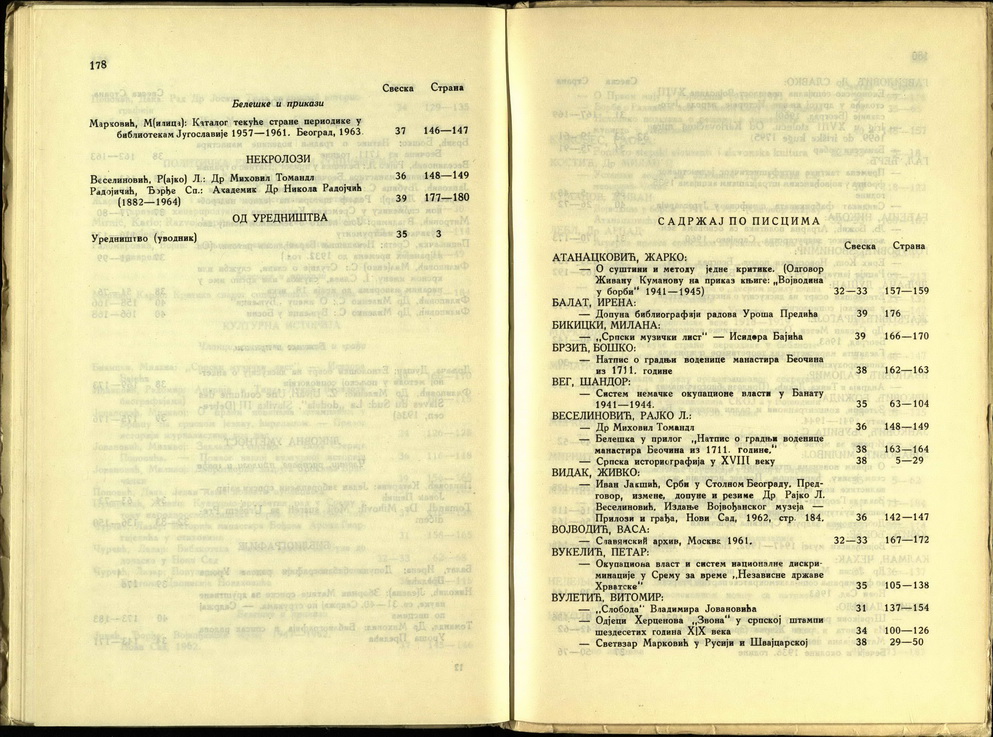 178
Свеска Страна
Белешке и прикази
Марковић, М(илица): Каталог текуће стране периодике у
библиотекам Југославије 1957—1961. Београд, 1963. 37 146—147
НЕКРОЛОЗИ
Веселиновић, Р(ајко) Л.: Др Миховил Томандл 36 148—149
Радојичић, Ђорђе Сп.: Академик Др Никола Радојчић
(1882—1964) 39 177—180
ОД УРЕДНИШТВА
Уредништво (уводник) 35 3
САДРЖАЈ ПО ПИСЦИМА
Свеска Страна
АТАНАЦКОВИЋ, ЖАРКО:
— О суштини и методу једне критике. (Одговор
Живану Куманову на приказ књиге: „Војводина
у борби“ 1941—1945) 32—33 157—159
БАЛАТ, ИРЕНА:
— Допуна библиографији радова Уроша Предића 39 176
БИКИЦКИ, МИЛАНА:
— „Српски музички лист“ — Исидора Бајића 39 166—170
БРЗИЋ, БОШКО:
— Натпис о градњи воденице манастира Беочина
из 1711. године 38 162—163
ВЕГ, ШАНДОР:
— Систем немачке окупационе власти у Банату
1941—1944. 35 63—104
ВЕСЕЛИНОВИЋ, РАЈКО Л.:
— Др Миховил Томандл 36 148—149
— Белешка у прилог „Натпис о градњи воденице
манастира Беочина из 1711. године,“ 38 163—164
— Српска историографија у XVIII веку 38 5—29
ВИДАК, ЖИВКО:
— Иван Јакшић, Срби у Столном Београду, Пред-
говор, измене, допуне и резиме Др Рајко Л.
Веселиновић, Издање Војвођанског музеја —
Прилози и грађа, Нови Сад, 1962, стр. 184. 36 142—147
ВОЈВОДИЋ, ВАСА:
— Славянский архив, Москва 1961. 32—33 167—172
ВУКЕЛИЋ, ПЕТАР:
— Окупациона власт и систем националне дискри-
минације у Срему за време „Независне државе
Хрватске“ 35 105—138
ВУЛЕТИЋ, ВИТОМИР:
— „Слобода“ Владимира Јовановића 31 137—154
— Одјеци Херценова „Звона“ у српској штампи
шездесетих година XIX века 34 100—126
— Светозар Марковић у Русији и Швајцарској 38 29—50
12